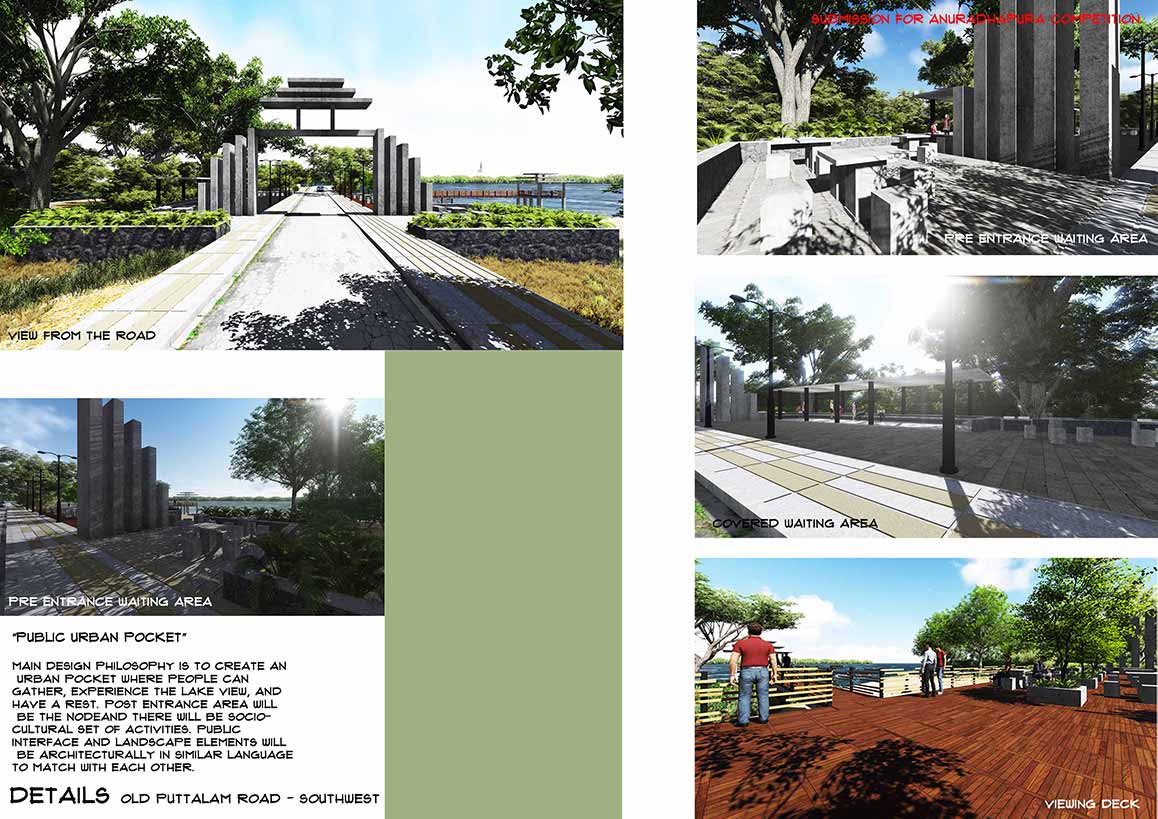 SUBMISSION FOR ANURADHAPURA COMPETITION
VIEW FROM THE ROAD
PRE ENTRANCE WAITING AREA
PRE ENTRANCE WAITING AREA
COVERED WAITING AREA
VIEWING DECK
"PUBLIC URBAN POCKET"
MAIN DESIGN PHILOSOPHY IS TO CREATE AN
URBAN POCKET WHERE PEOPLE CAN
GATHER, EXPERIENCE THE LAKE VIEW, AND
HAVE A REST. POST ENTRANCE AREA WILL
BE THE NODEAND THERE WILL BE SOCIO-
CULTURAL SET OF ACTIVITIES. PUBLIC
INTERFACE AND LANDSCAPE ELEMENTS WILL
BE ARCHITECTURALLY IN SIMILAR LANGUAGE
TO MATCH WITH EACH OTHER.
DETAILS OLD PUTTALAM ROAD - SOUTHWEST